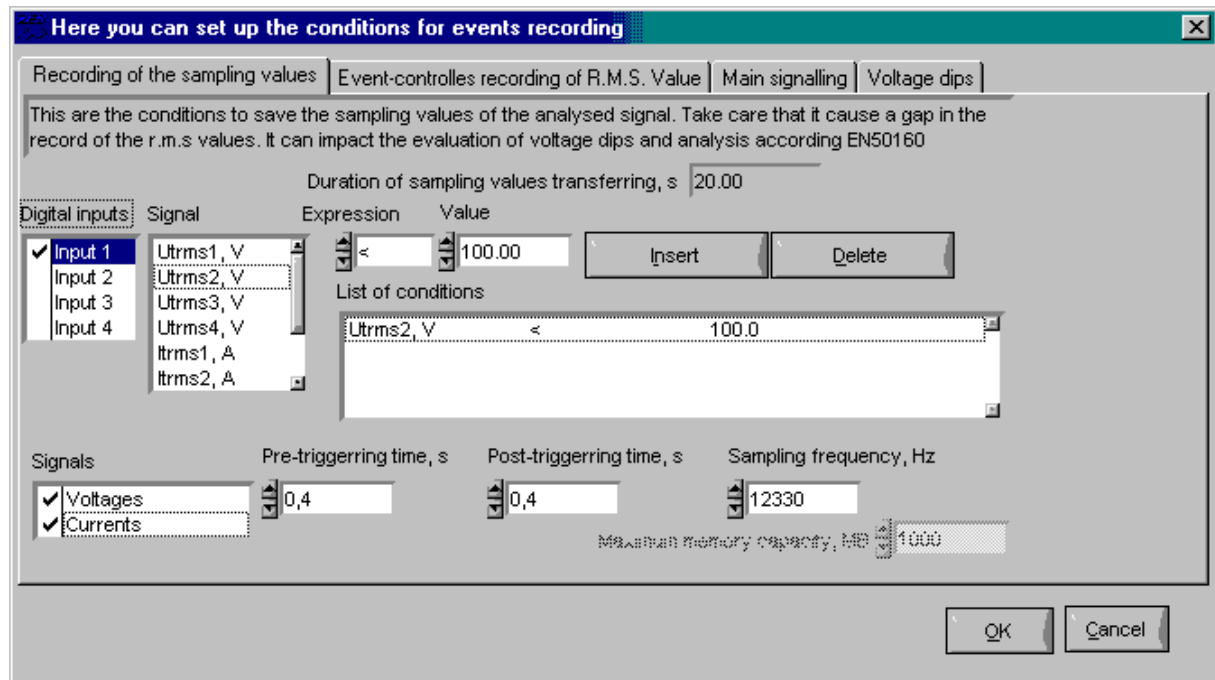 Here you can set up the conditions for events recording
Recording of the sampling values
Event-controlles recording of R.M.S. Value
Main signalling
Voltage dips
This are the conditions to save the sampling values of the analysed signal. Take care that it cause a gap in the
record of the r.m.s values. It can impact the evaluation of voltage dips and analysis according EN50160
Duration of sampling values transferring, s 20.00
Digital inputs
Input 1
Input 2
Input 3
Input 4
Signal
Utrms1, V
Utrms2, V
Utrms3, V
Utrms4, V
Itrms1, A
Itrms2, A
Expression
<
Value
100.00
Insert
Delete
List of conditions
Utrms2, V < 100.0
Signals
Voltages
Currents
Pre-triggerring time, s
0,4
Post-triggerring time, s
0,4
Sampling frequency, Hz
12330
Maximum memory capacity, MB 1000
OK
Cancel